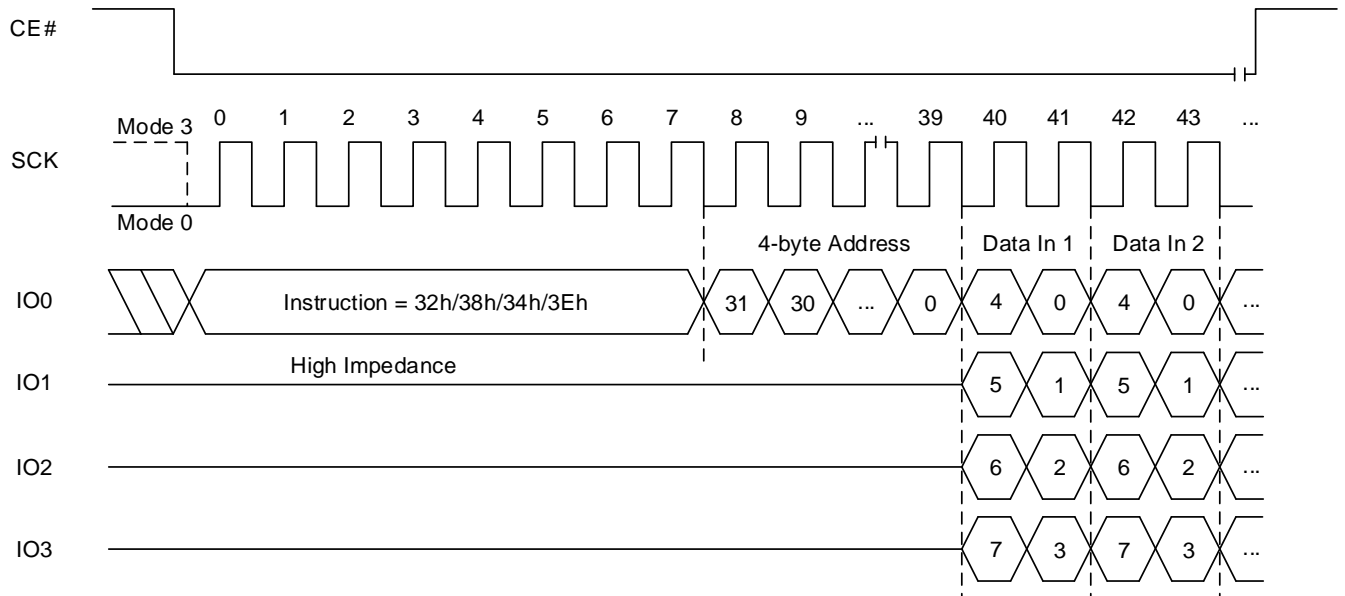 CE#
Mode 3 0 1 2 3 4 5 6 7 8 9 ... 39 40 41 42 43 ...
SCK
Mode 0
4-byte Address Data In 1 Data In 2
IO0 Instruction = 32h/38h/34h/3Eh 31 30 ... 0 4 0 4 0 ...
High Impedance
IO1 5 1 5 1 ...
IO2 6 2 6 2 ...
IO3 7 3 7 3 ...